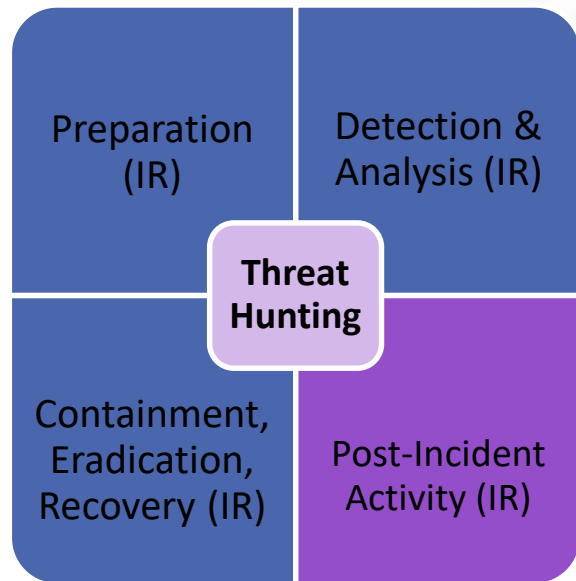 Preparation
(IR)
Detection &
Analysis (IR)
Threat
Hunting
Containment,
Eradication,
Recovery (IR)
Post-Incident
Activity (IR)